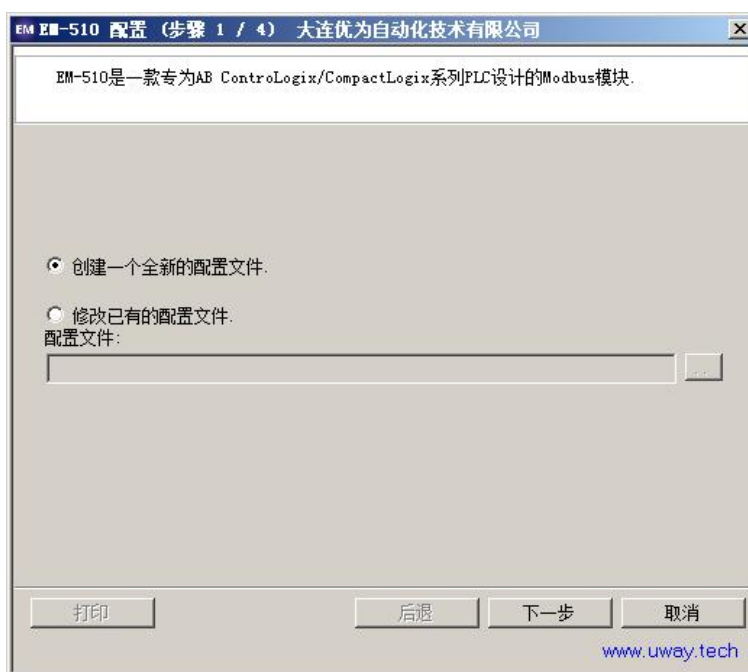 EM EM-510 配置 (步骤 1 / 4) 大连优为自动化技术有限公司
EM-510是一款专为AB ControLogix/CompactLogix系列PLC设计的Modbus模块.
创建一个全新的配置文件.
修改已有的配置文件.
配置文件:
..
打印 后退 下一步 取消
www.uway.tech